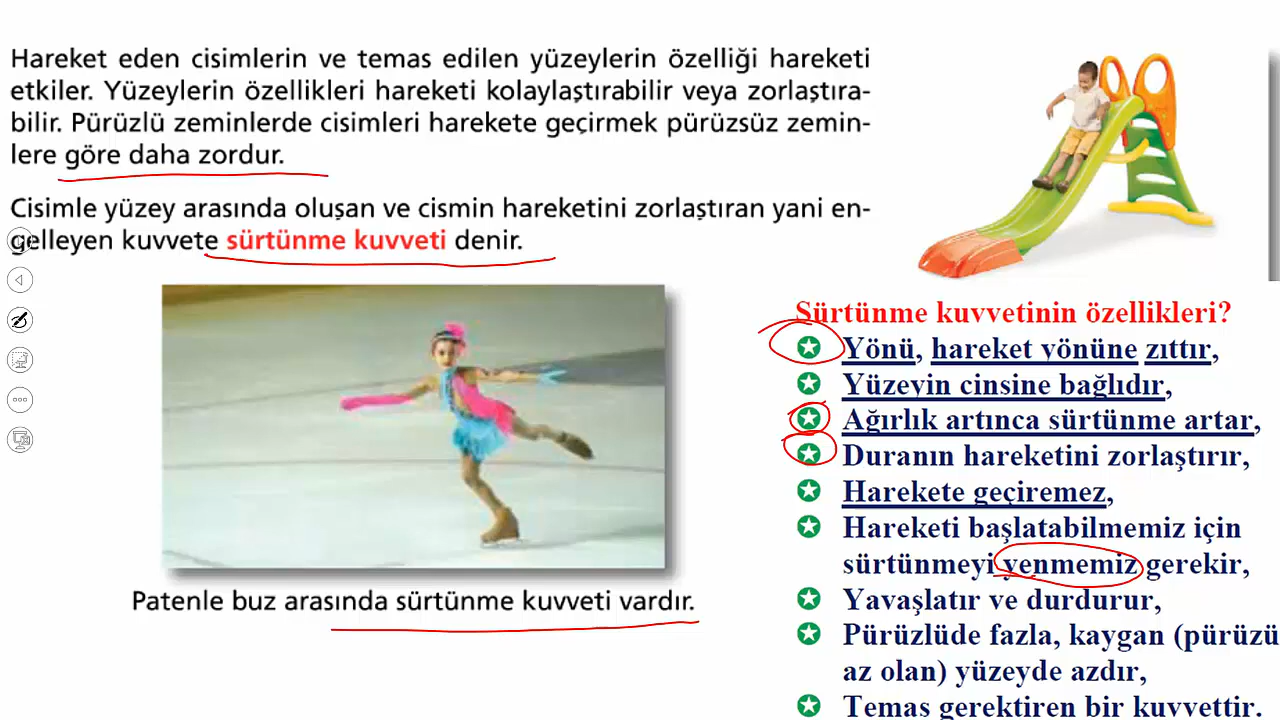 Hareket eden cisimlerin ve temas edilen yüzeylerin özelliği hareketi
etkiler. Yüzeylerin özellikleri hareketi kolaylaştırabilir veya zorlaştıra-
bilir. Pürüzlü zeminlerde cisimleri harekete geçirmek pürüzsüz zemin-
lere göre daha zordur.
Cisimle yüzey arasında oluşan ve cismin hareketini zorlaştıran yani en-
gelleyen kuvvete sürtünme kuvveti denir.
Patenle buz arasında sürtünme kuvveti vardır.
Sürtünme kuvvetinin özellikleri?
Yönü, hareket yönüne zıttır,
Yüzeyin cinsine bağlıdır,
Ağırlık artınca sürtünme artar,
Duranın hareketini zorlaştırır,
Harekete geçiremez,
Hareketi başlatabilmemiz için
sürtünmeyi yenmemiz gerekir,
Yavaşlatır ve durdurur,
Pürüzlüde fazla, kaygan (pürüzü
az olan) yüzeyde azdır,
Temas gerektiren bir kuvvettir.